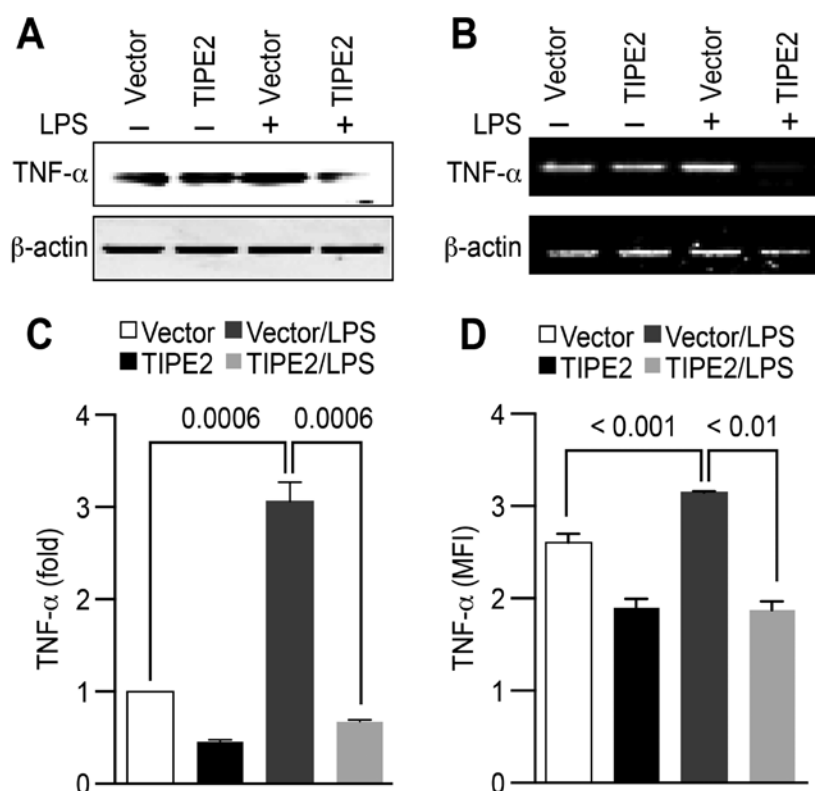 A
Vector
TIPE2
Vector
TIPE2
LPS − − + +
TNF-α
β-actin
B
Vector
TIPE2
Vector
TIPE2
LPS − − + +
TNF-α
β-actin
C
Vector Vector/LPS
TIPE2 TIPE2/LPS
0.0006 0.0006
TNF-α (fold)
4
3
2
1
0
D
Vector Vector/LPS
TIPE2 TIPE2/LPS
< 0.001 < 0.01
TNF-α (MFI)
4
3
2
1
0